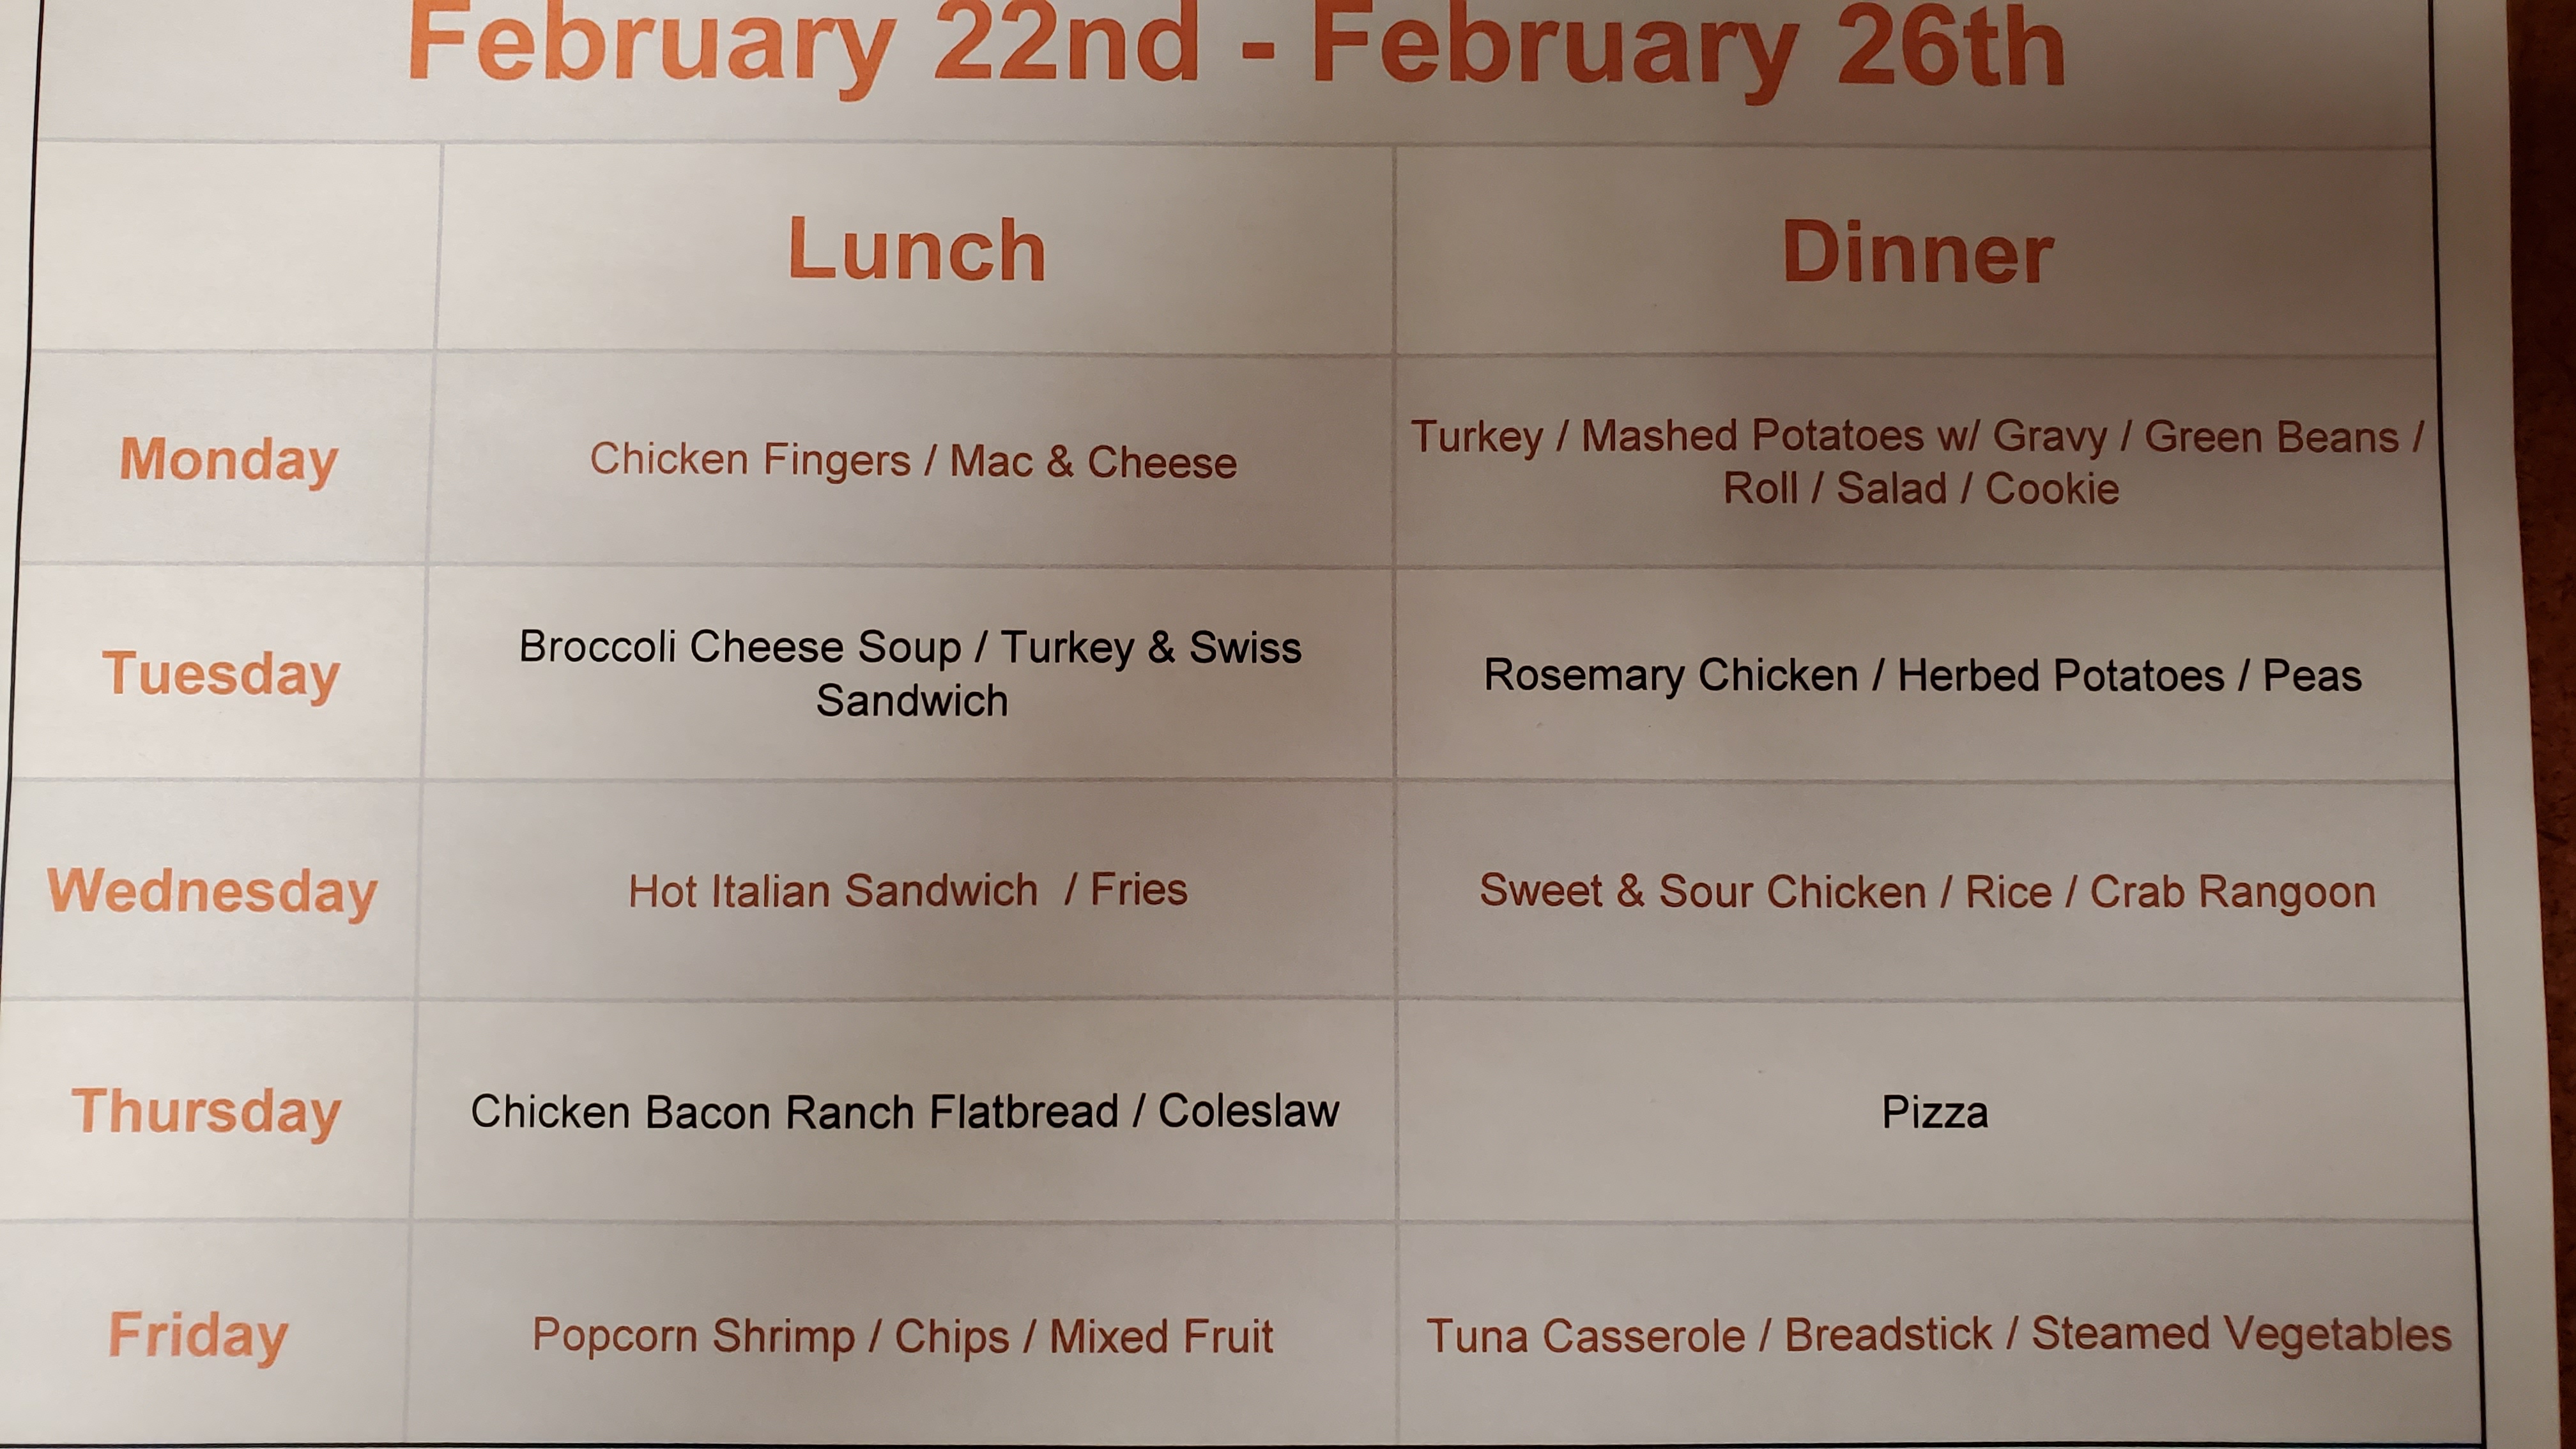 February 22nd - February 26th
Lunch
Dinner
Monday
Chicken Fingers / Mac & Cheese
Turkey / Mashed Potatoes w/ Gravy / Green Beans /
Roll / Salad / Cookie
Tuesday
Broccoli Cheese Soup / Turkey & Swiss
Sandwich
Rosemary Chicken / Herbed Potatoes / Peas
Wednesday
Hot Italian Sandwich / Fries
Sweet & Sour Chicken / Rice / Crab Rangoon
Thursday
Chicken Bacon Ranch Flatbread / Coleslaw
Pizza
Friday
Popcorn Shrimp / Chips / Mixed Fruit
Tuna Casserole / Breadstick / Steamed Vegetables